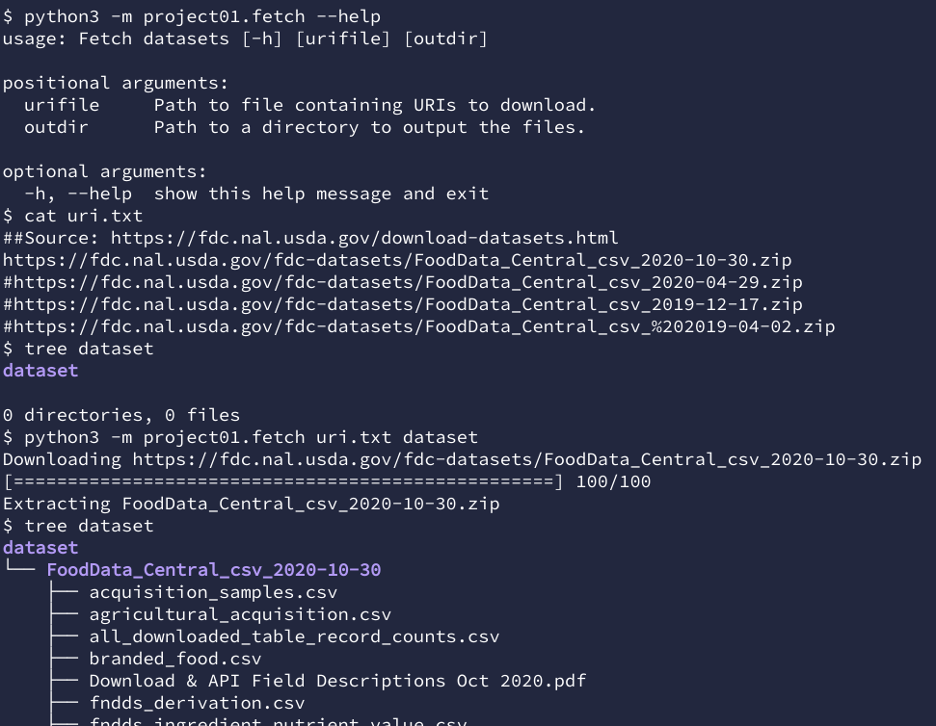 $ python3 -m project01.fetch --help
usage: Fetch datasets [-h] [urifile] [outdir]
positional arguments:
  urifile     Path to file containing URIs to download.
  outdir      Path to a directory to output the files.
optional arguments:
  -h, --help  show this help message and exit
$ cat uri.txt
##Source: https://fdc.nal.usda.gov/download-datasets.html
https://fdc.nal.usda.gov/fdc-datasets/FoodData_Central_csv_2020-10-30.zip
#https://fdc.nal.usda.gov/fdc-datasets/FoodData_Central_csv_2020-04-29.zip
#https://fdc.nal.usda.gov/fdc-datasets/FoodData_Central_csv_2019-12-17.zip
#https://fdc.nal.usda.gov/fdc-datasets/FoodData_Central_csv_%202019-04-02.zip
$ tree dataset
dataset
0 directories, 0 files
$ python3 -m project01.fetch uri.txt dataset
Downloading https://fdc.nal.usda.gov/fdc-datasets/FoodData_Central_csv_2020-10-30.zip
[==================================================] 100/100
Extracting FoodData_Central_csv_2020-10-30.zip
$ tree dataset
dataset
└── FoodData_Central_csv_2020-10-30
    ├── acquisition_samples.csv
    ├── agricultural_acquisition.csv
    ├── all_downloaded_table_record_counts.csv
    ├── branded_food.csv
    ├── Download & API Field Descriptions Oct 2020.pdf
    ├── fndds_derivation.csv
    ├── fndds_ingredient_nutrient_value.csv